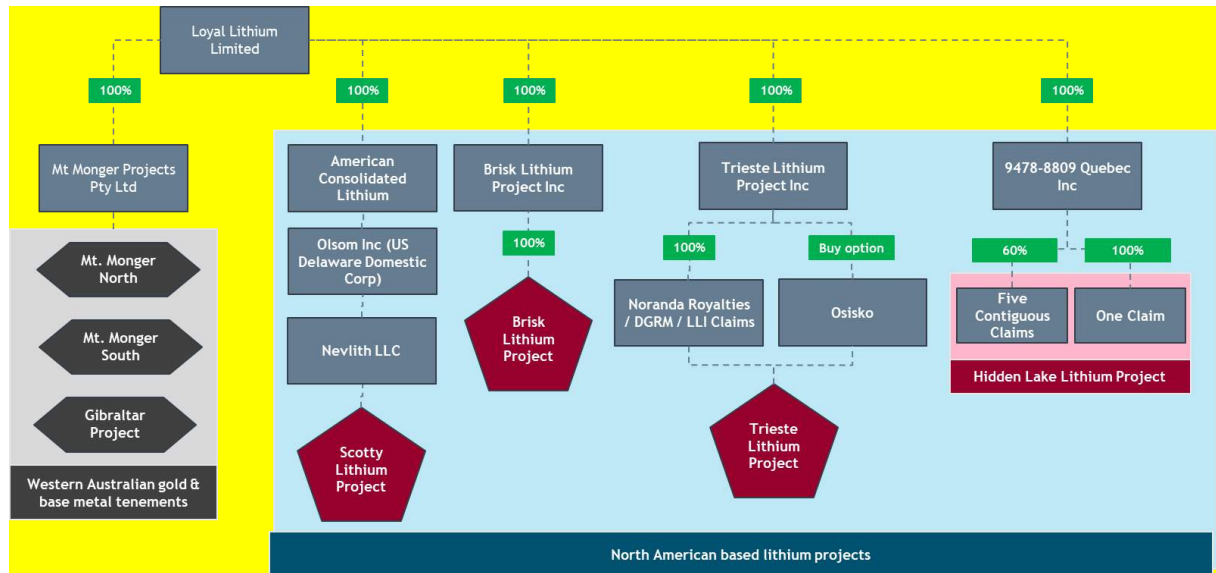 Loyal Lithium
Limited
100%
100%
100%
100%
100%
Mt Monger Projects
Pty Ltd
American
Consolidated
Lithium
Brisk Lithium
Project Inc
Trieste Lithium
Project Inc
9478-8809 Quebec
Inc
Mt. Monger
North
Mt. Monger
South
Gibraltar
Project
Western Australian gold &
base metal tenements
Olsom Inc (US
Delaware Domestic
Corp)
Nevlith LLC
Scotty
Lithium
Project
100%
Brisk
Lithium
Project
100%
Buy option
Noranda Royalties
/ DGRM / LLI Claims
Osisko
Trieste
Lithium
Project
60%
100%
Five
Contiguous
Claims
One Claim
Hidden Lake Lithium Project
North American based lithium projects